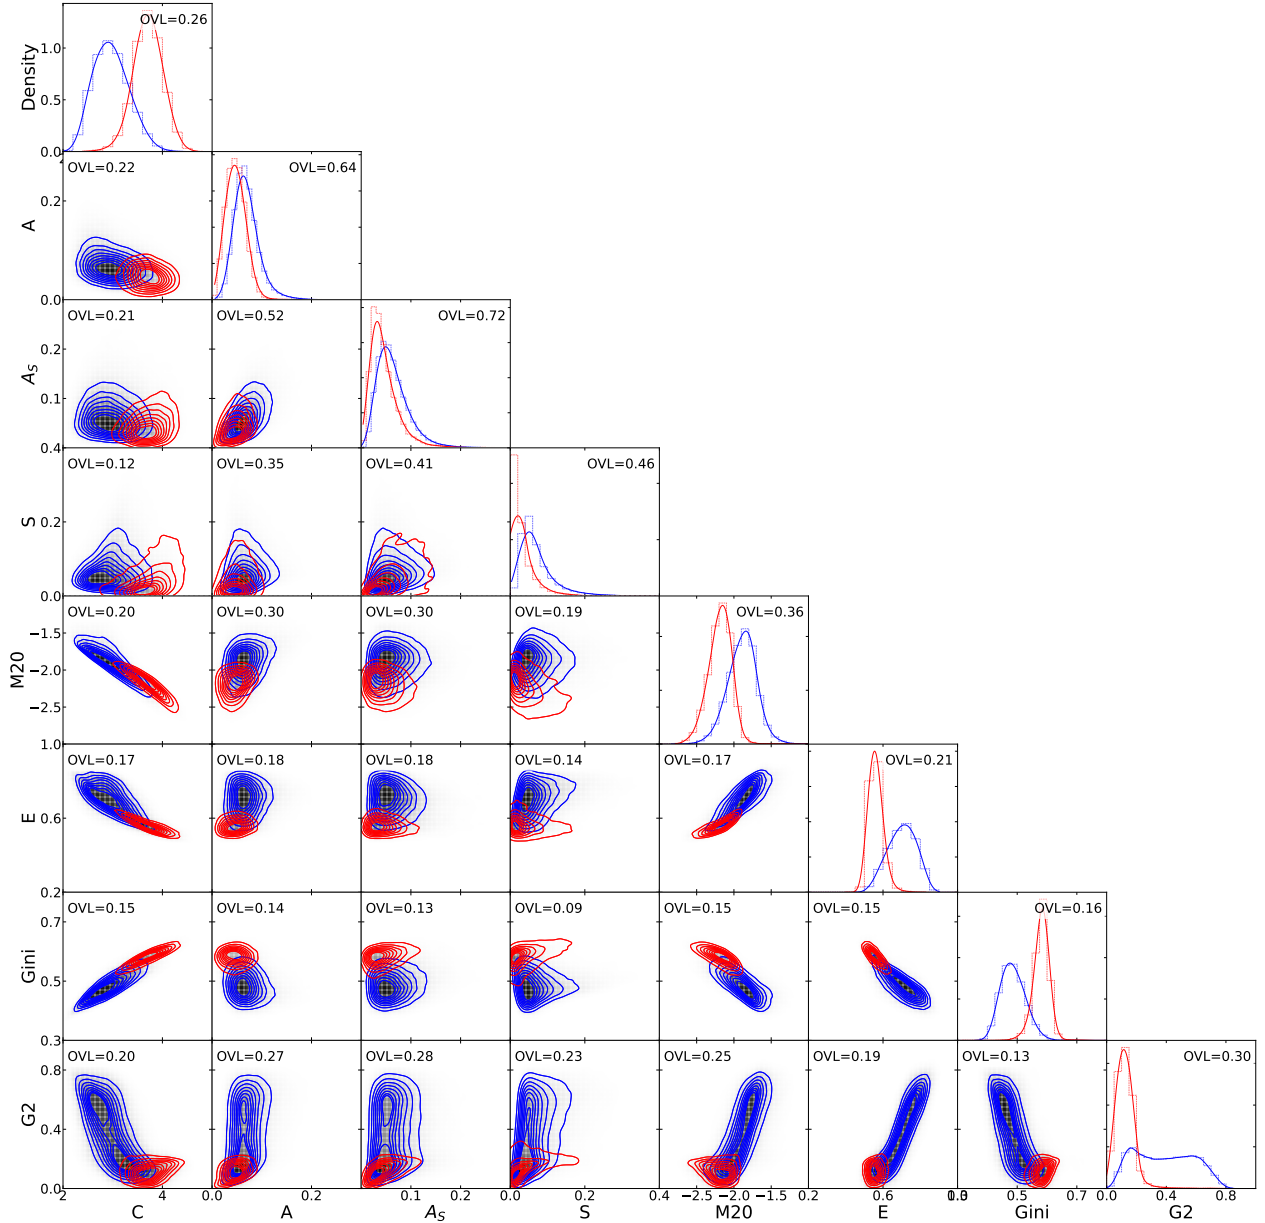 OVL=0.26
Density
1.0
0.5
0.0
OVL=0.22
OVL=0.64
A
0.2
0.0
OVL=0.21
OVL=0.52
OVL=0.72
A_S
0.2
0.1
0.4
OVL=0.12
OVL=0.35
OVL=0.41
OVL=0.46
S
0.2
0.0
OVL=0.20
OVL=0.30
OVL=0.30
OVL=0.19
OVL=0.36
M20
−1.5
−2.0
−2.5
1.0
OVL=0.17
OVL=0.18
OVL=0.18
OVL=0.14
OVL=0.17
OVL=0.21
E
0.6
0.2
OVL=0.15
OVL=0.14
OVL=0.13
OVL=0.09
OVL=0.15
OVL=0.15
OVL=0.16
Gini
0.7
0.5
0.3
OVL=0.20
OVL=0.27
OVL=0.28
OVL=0.23
OVL=0.25
OVL=0.19
OVL=0.13
OVL=0.30
G2
0.8
0.4
0.0
2 4 0.0 0.2 0.0 0.2 0.0 0.2 0.4 −2.5 −2.0 −1.5 0.2 0.6 0.5 0.7 0.0 0.4 0.8
C A A_S S M20 E Gini G2